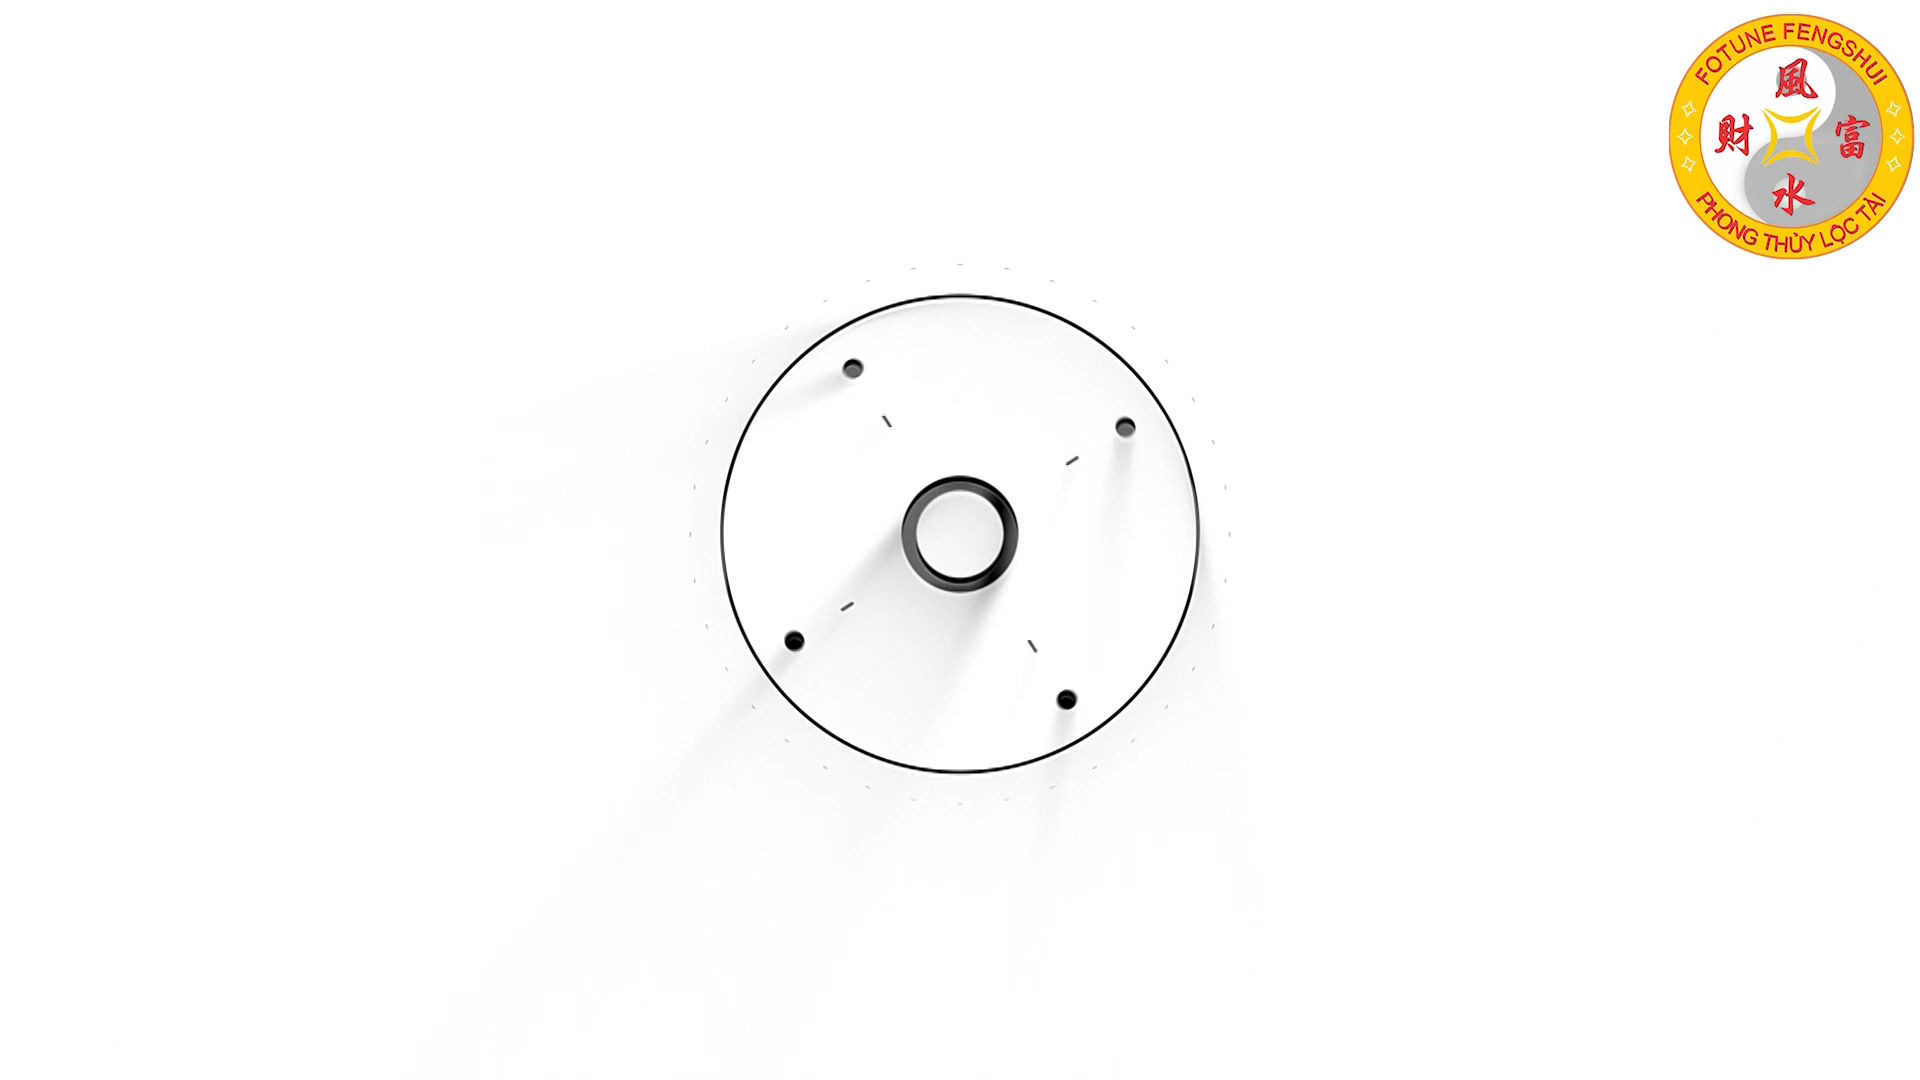 FOTUNE FENGSHUI
風
財 富
水
PHONG THỦY LỘC TÀI